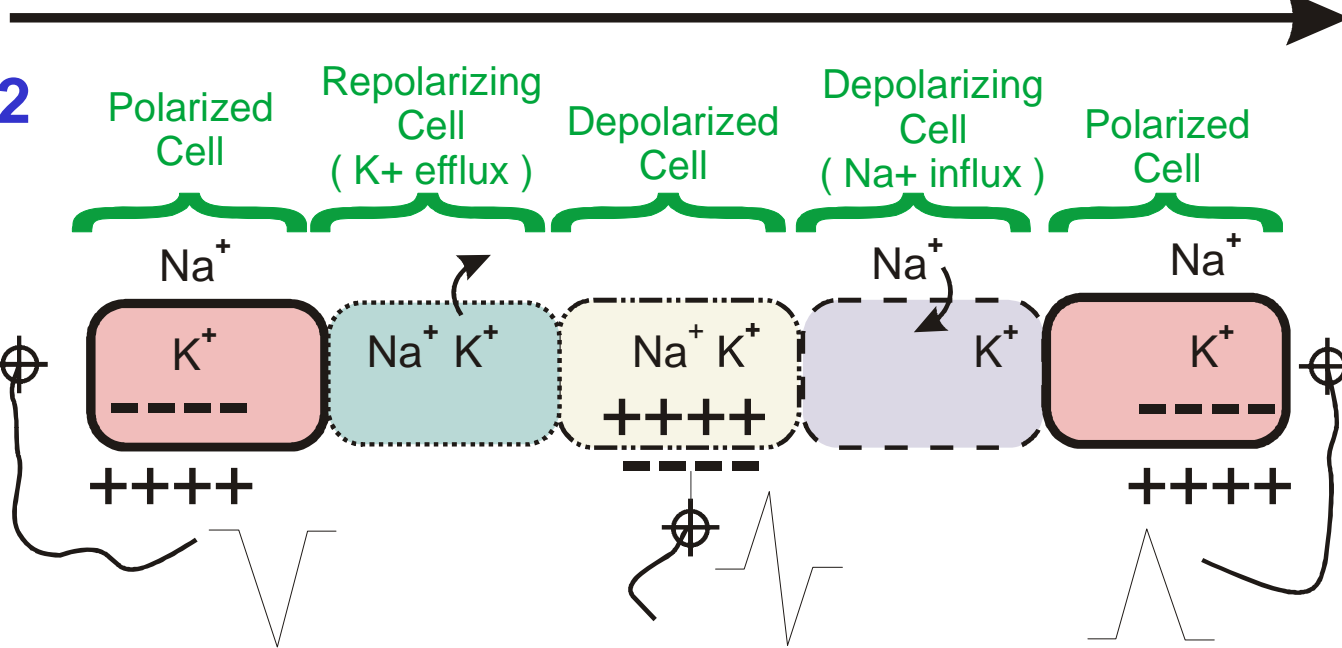 2
Polarized
Cell
Repolarizing
Cell
( K+ efflux )
Depolarized
Cell
Depolarizing
Cell
( Na+ influx )
Polarized
Cell
Na+
Na+
Na+
K+
Na+ K+
Na+ K+
K+
K+
– – – –
++++
– – – –
– – – –
++++
++++